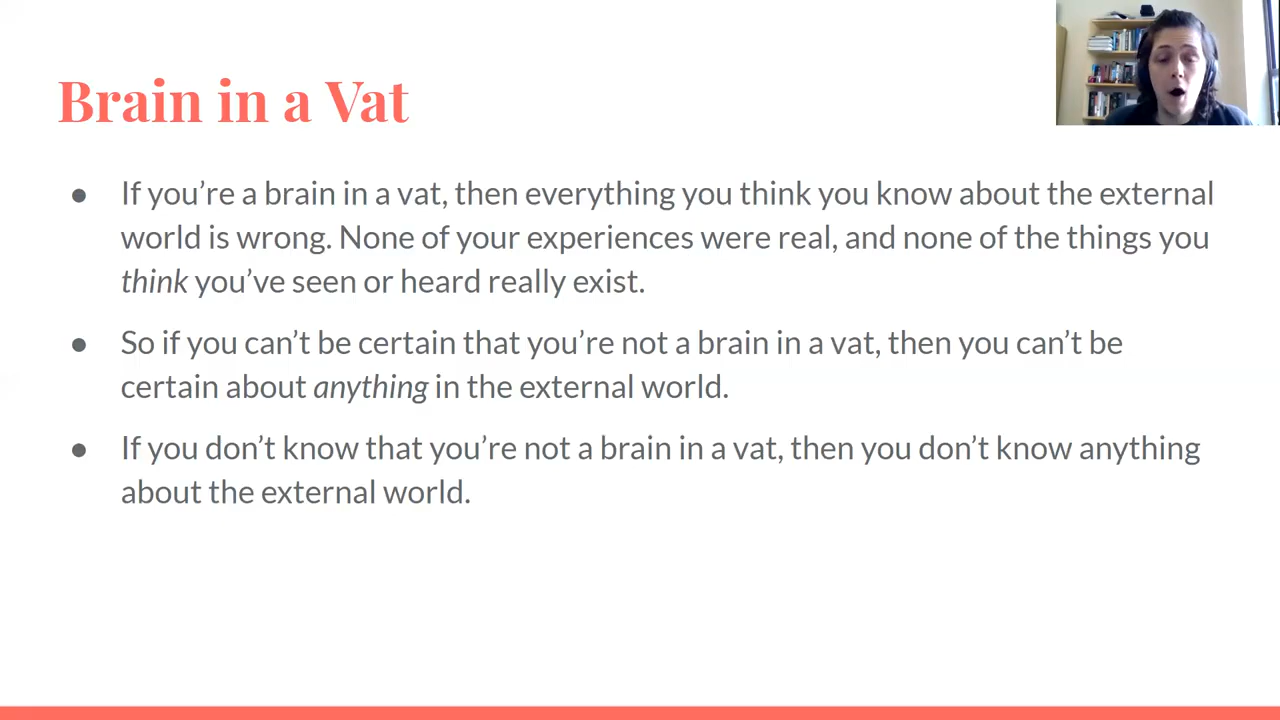 Brain in a Vat
● If you’re a brain in a vat, then everything you think you know about the external
world is wrong. None of your experiences were real, and none of the things you
think you’ve seen or heard really exist.
● So if you can’t be certain that you’re not a brain in a vat, then you can’t be
certain about anything in the external world.
● If you don’t know that you’re not a brain in a vat, then you don’t know anything
about the external world.